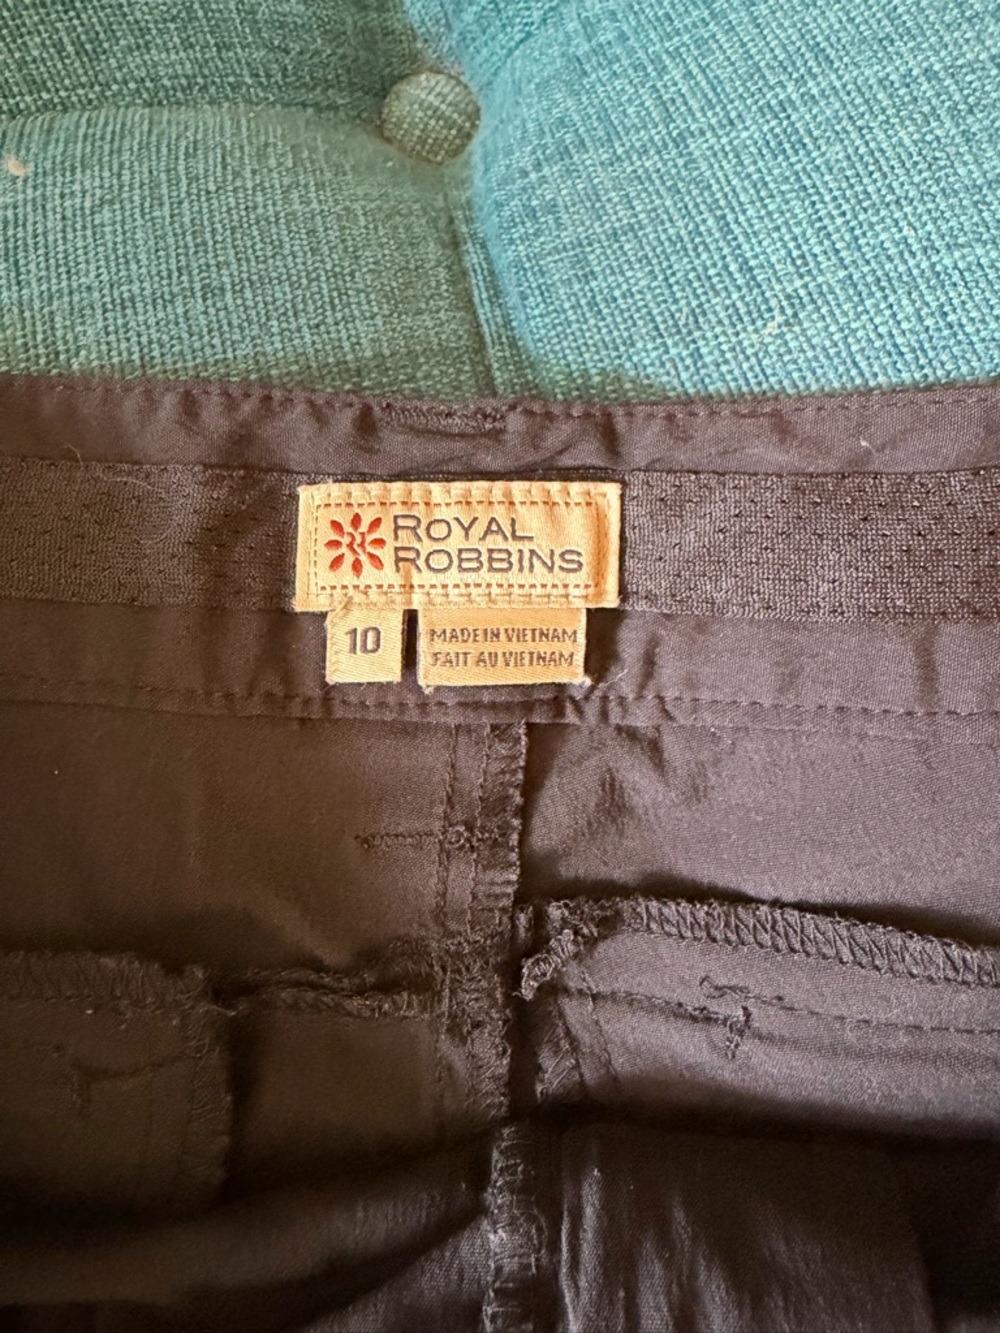 ROYAL
ROBBINS
10
MADE IN VIETNAM
FAIT AU VIETNAM